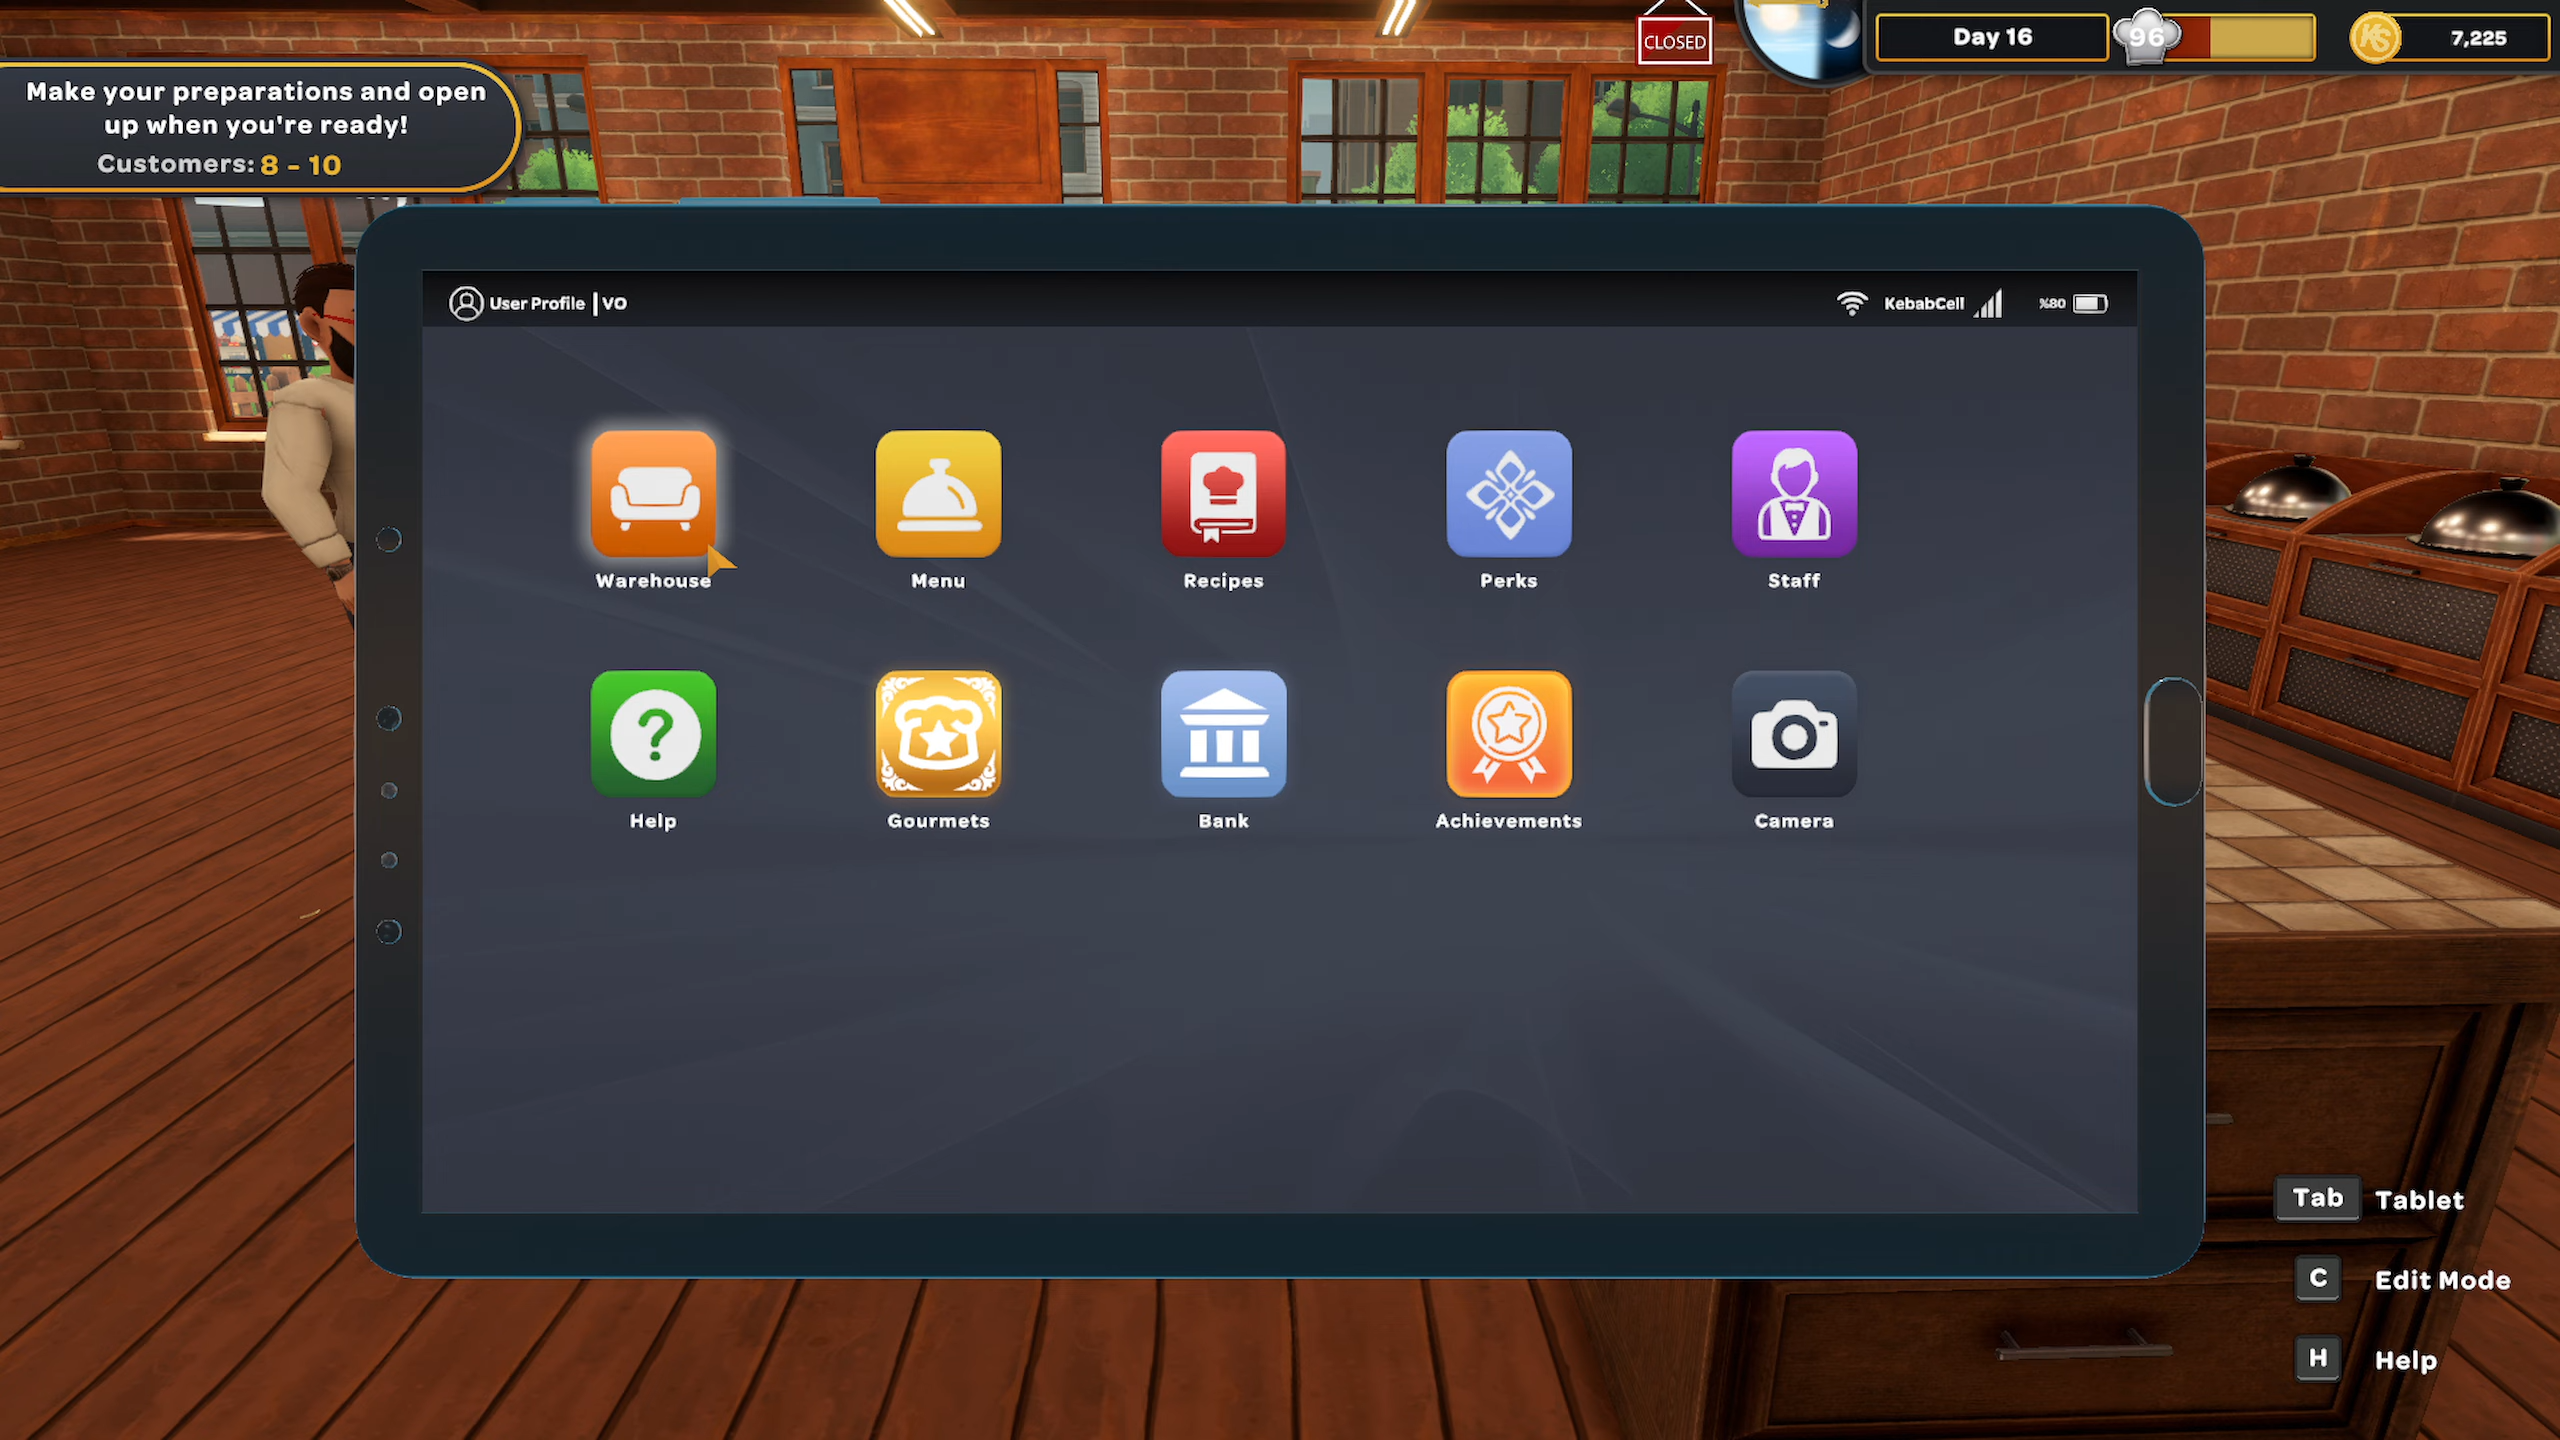 CLOSED
Day 16
96
7,225
Make your preparations and open
up when you're ready!
Customers: 8 - 10
User Profile | VO
KebabCell
%80
Warehouse
Menu
Recipes
Perks
Staff
Help
Gourmets
Bank
Achievements
Camera
Tab Tablet
C Edit Mode
H Help